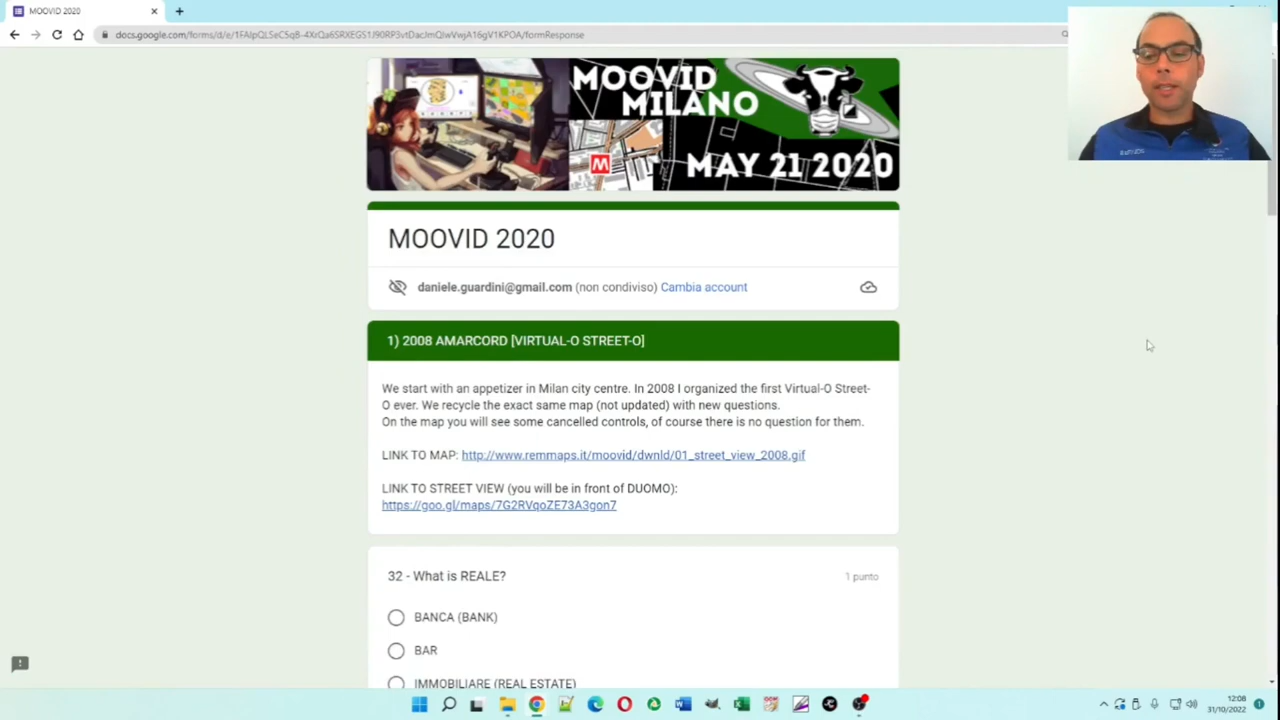 MOOVID 2020
docs.google.com/forms/d/e/1FAIpQLSeC5qB-4XrQa6SRXEGS1J90RP3vtDacJmQlwVwjA16gV1KPOA/formResponse
MOOVID
MILANO
M
MAY 21 2020
MOOVID 2020
daniele.guardini@gmail.com (non condiviso) Cambia account
1) 2008 AMARCORD [VIRTUAL-O STREET-O]
We start with an appetizer in Milan city centre. In 2008 I organized the first Virtual-O Street-
O ever. We recycle the exact same map (not updated) with new questions.
On the map you will see some cancelled controls, of course there is no question for them.
LINK TO MAP: http://www.remmaps.it/moovid/dwnld/01_street_view_2008.gif
LINK TO STREET VIEW (you will be in front of DUOMO):
https://goo.gl/maps/7G2RVqoZE73A3gon7
32 - What is REALE? 1 punto
BANCA (BANK)
BAR
IMMOBILIARE (REAL ESTATE)
12:08
31/10/2022